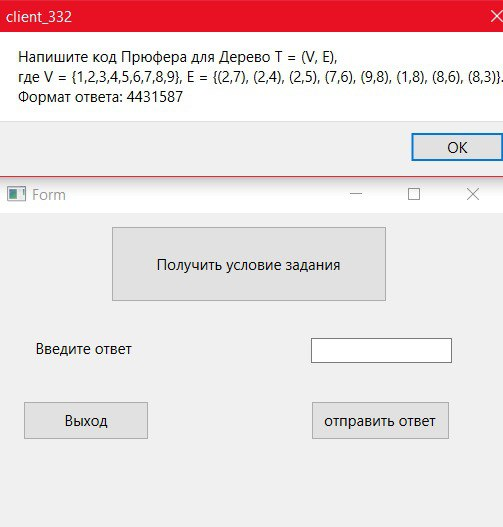 client_332
Напишите код Прюфера для Дерево T = (V, E),
где V = {1,2,3,4,5,6,7,8,9}, E = {(2,7), (2,4), (2,5), (7,6), (9,8), (1,8), (8,6), (8,3)}.
Формат ответа: 4431587
OK
Form
Получить условие задания
Введите ответ
Выход
отправить ответ